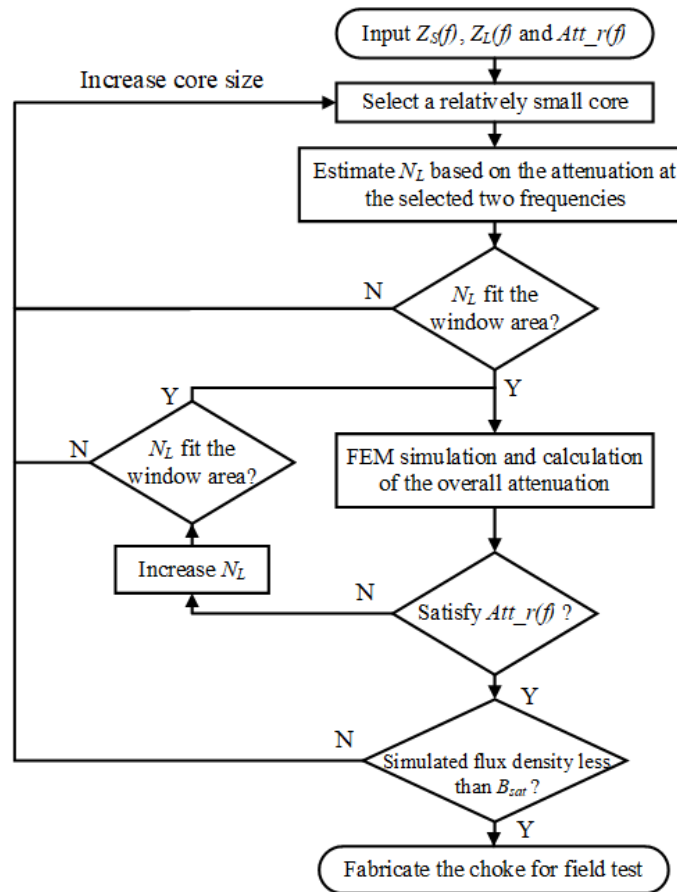 Input Z_S(f), Z_L(f) and Att_r(f)
Increase core size
Select a relatively small core
Estimate N_L based on the attenuation at
the selected two frequencies
N
N_L fit the
window area?
Y
Y
N
N_L fit the
window area?
FEM simulation and calculation
of the overall attenuation
Increase N_L
N
Satisfy Att_r(f) ?
Y
N
Simulated flux density less
than B_sat ?
Y
Fabricate the choke for field test